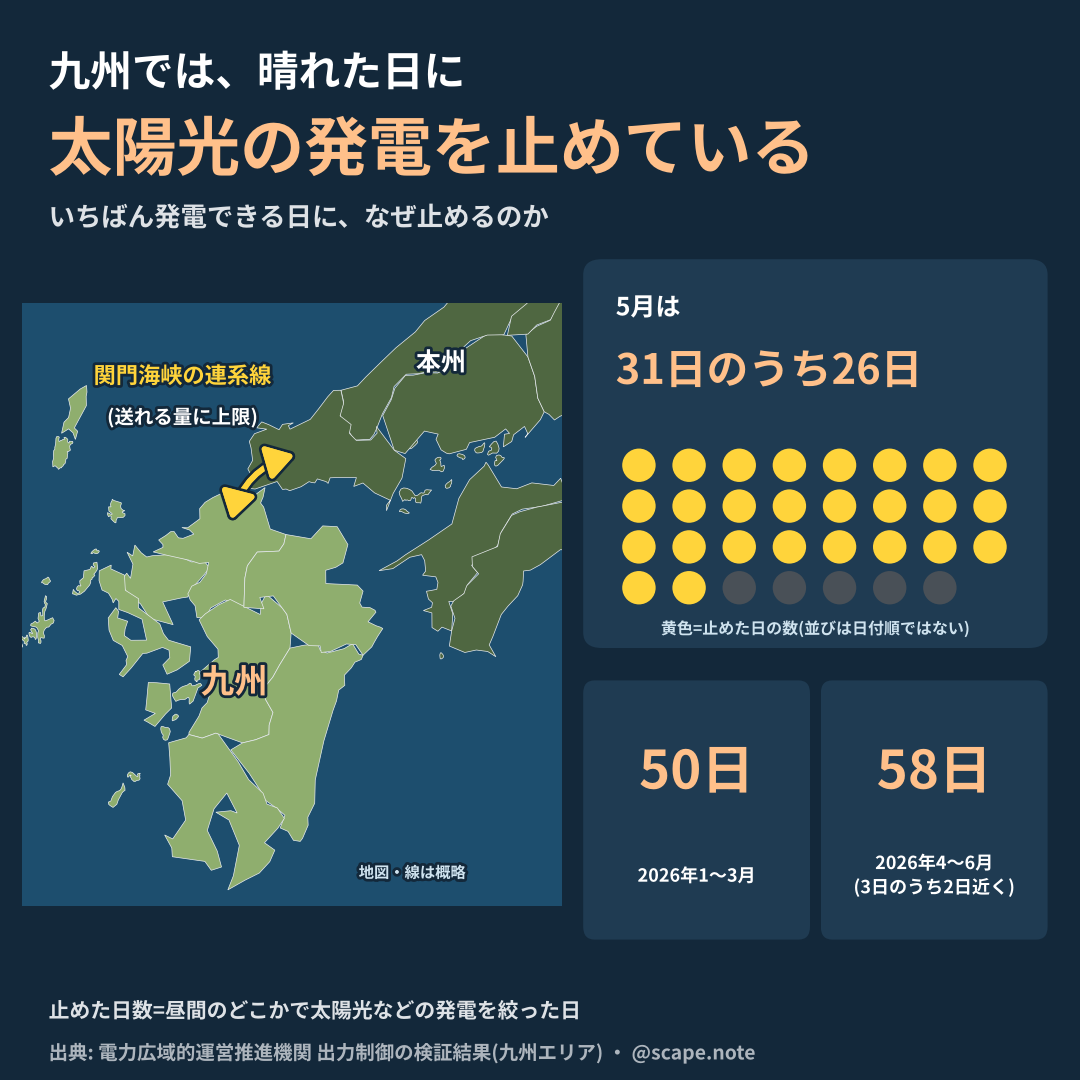 九州では、晴れた日に
太陽光の発電を止めている
いちばん発電できる日に、なぜ止めるのか
関門海峡の連系線
(送れる量に上限)
本州
九州
地図・線は概略
5月は
31日のうち26日
黄色=止めた日の数(並びは日付順ではない)
50日
2026年1〜3月
58日
2026年4〜6月
(3日のうち2日近く)
止めた日数=昼間のどこかで太陽光などの発電を絞った日
出典: 電力広域的運営推進機関 出力制御の検証結果(九州エリア) ・ @scape.note